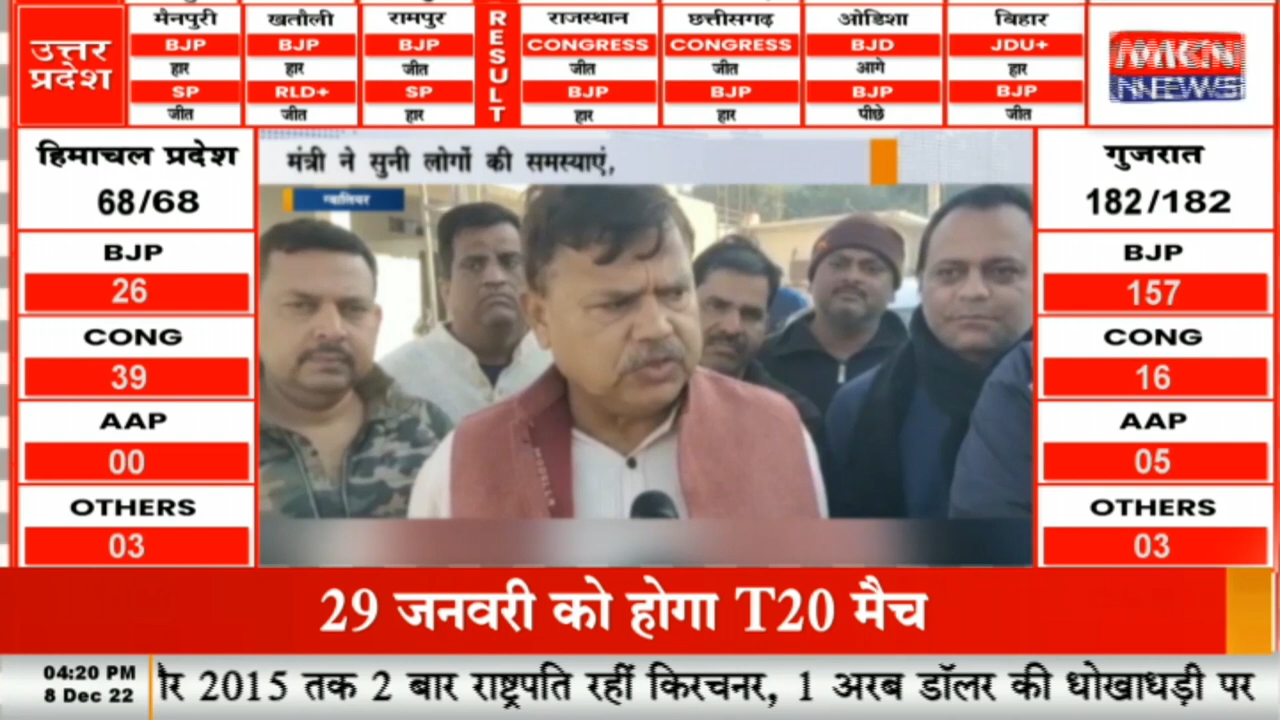 उत्तर
प्रदेश
मैनपुरी
BJP
हार
SP
जीत
खतौली
BJP
हार
RLD+
जीत
रामपुर
BJP
जीत
SP
हार
RESULT
राजस्थान
CONGRESS
जीत
BJP
हार
छत्तीसगढ़
CONGRESS
जीत
BJP
हार
ओडिशा
BJD
आगे
BJP
पीछे
बिहार
JDU+
हार
BJP
जीत
NEWS
हिमाचल प्रदेश
68/68
BJP
26
CONG
39
AAP
00
OTHERS
03
मंत्री ने सुनी लोगों की समस्याएं,
ग्वालियर
गुजरात
182/182
BJP
157
CONG
16
AAP
05
OTHERS
03
29 जनवरी को होगा T20 मैच
04:20 PM
8 Dec 22
2015 तक 2 बार राष्ट्रपति रहीं किरचनर, 1 अरब डॉलर की धोखाधड़ी पर